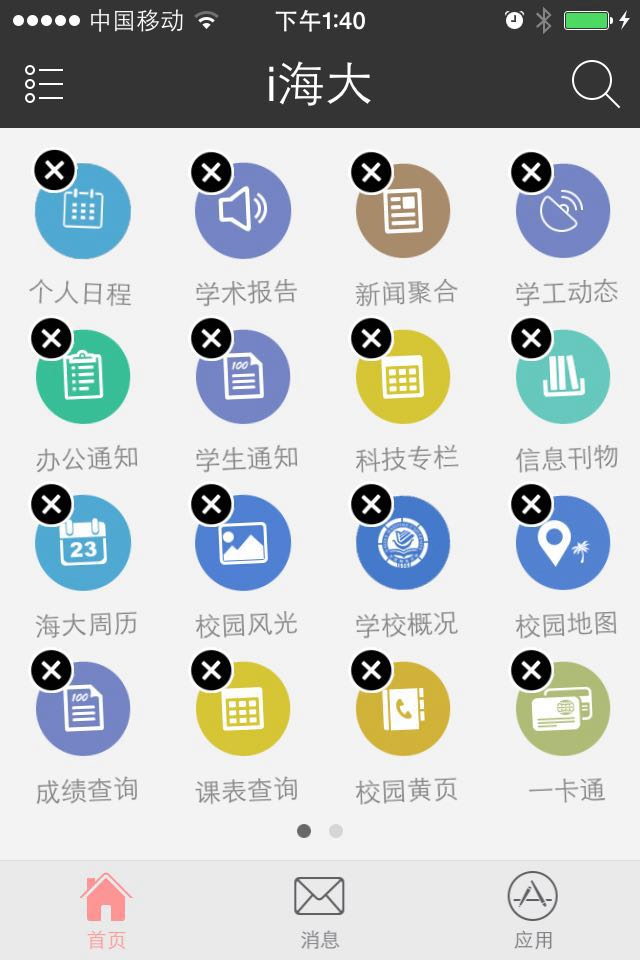 中国移动 下午1:40
i海大
个人日程 学术报告 新闻聚合 学工动态
100
办公通知 学生通知 科技专栏 信息刊物
23
海大周历 校园风光 学校概况 校园地图
100
成绩查询 课表查询 校园黄页 一卡通
首页 消息 应用